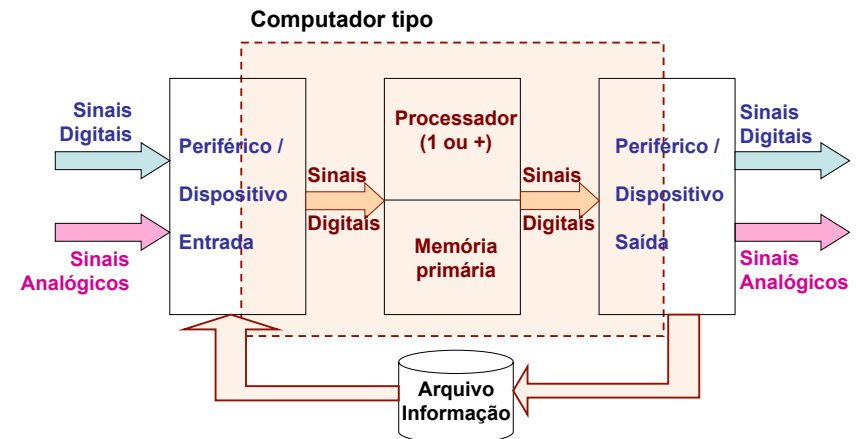 Computador tipo
Sinais
Digitais
Sinais
Analógicos
Periférico /
Dispositivo
Entrada
Sinais
Digitais
Processador
(1 ou +)
Memória
primária
Sinais
Digitais
Periférico /
Dispositivo
Saída
Sinais
Digitais
Sinais
Analógicos
Arquivo
Informação